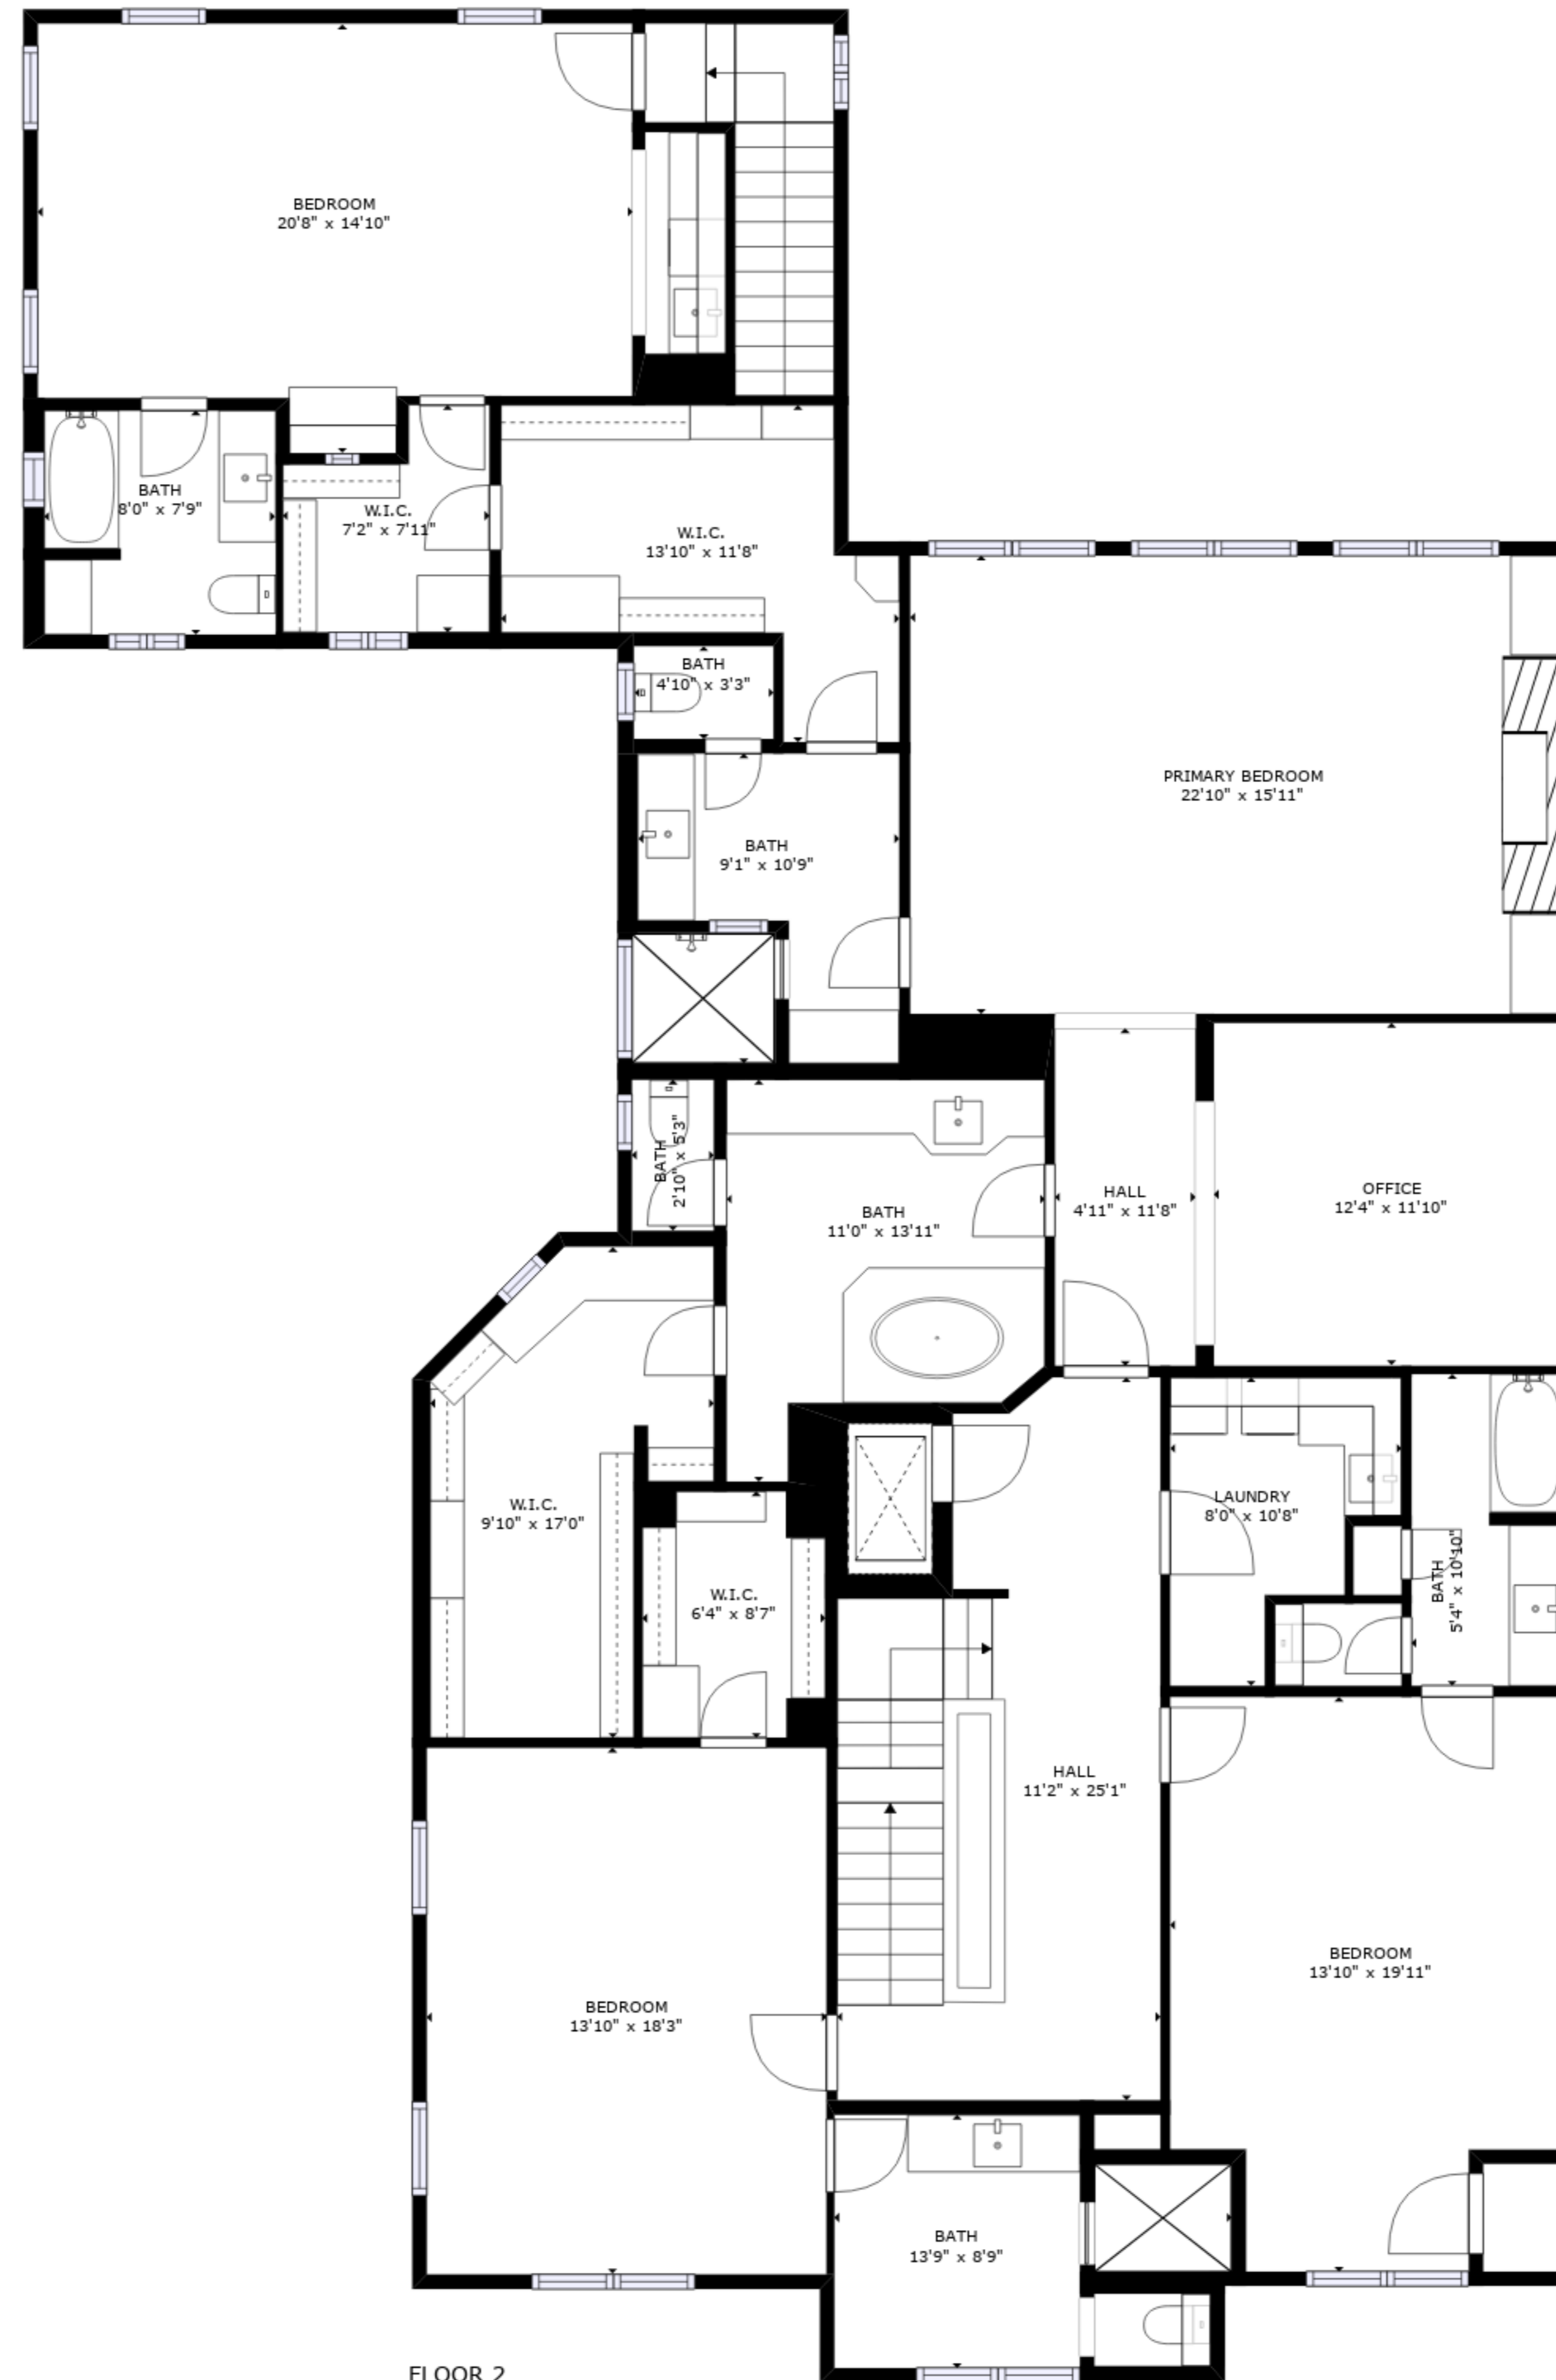 BEDROOM
20'8" x 14'10"
BATH
8'0" x 7'9"
W.I.C.
7'2" x 7'11"
W.I.C.
13'10" x 11'8"
BATH
4'10" x 3'3"
PRIMARY BEDROOM
22'10" x 15'11"
BATH
9'1" x 10'9"
BATH
2'10" x 5'3"
BATH
11'0" x 13'11"
HALL
4'11" x 11'8"
OFFICE
12'4" x 11'10"
W.I.C.
9'10" x 17'0"
LAUNDRY
8'0" x 10'8"
BATH
5'4" x 10'10"
W.I.C.
6'4" x 8'7"
HALL
11'2" x 25'1"
BEDROOM
13'10" x 19'11"
BEDROOM
13'10" x 18'3"
BATH
13'9" x 8'9"
FLOOR 2